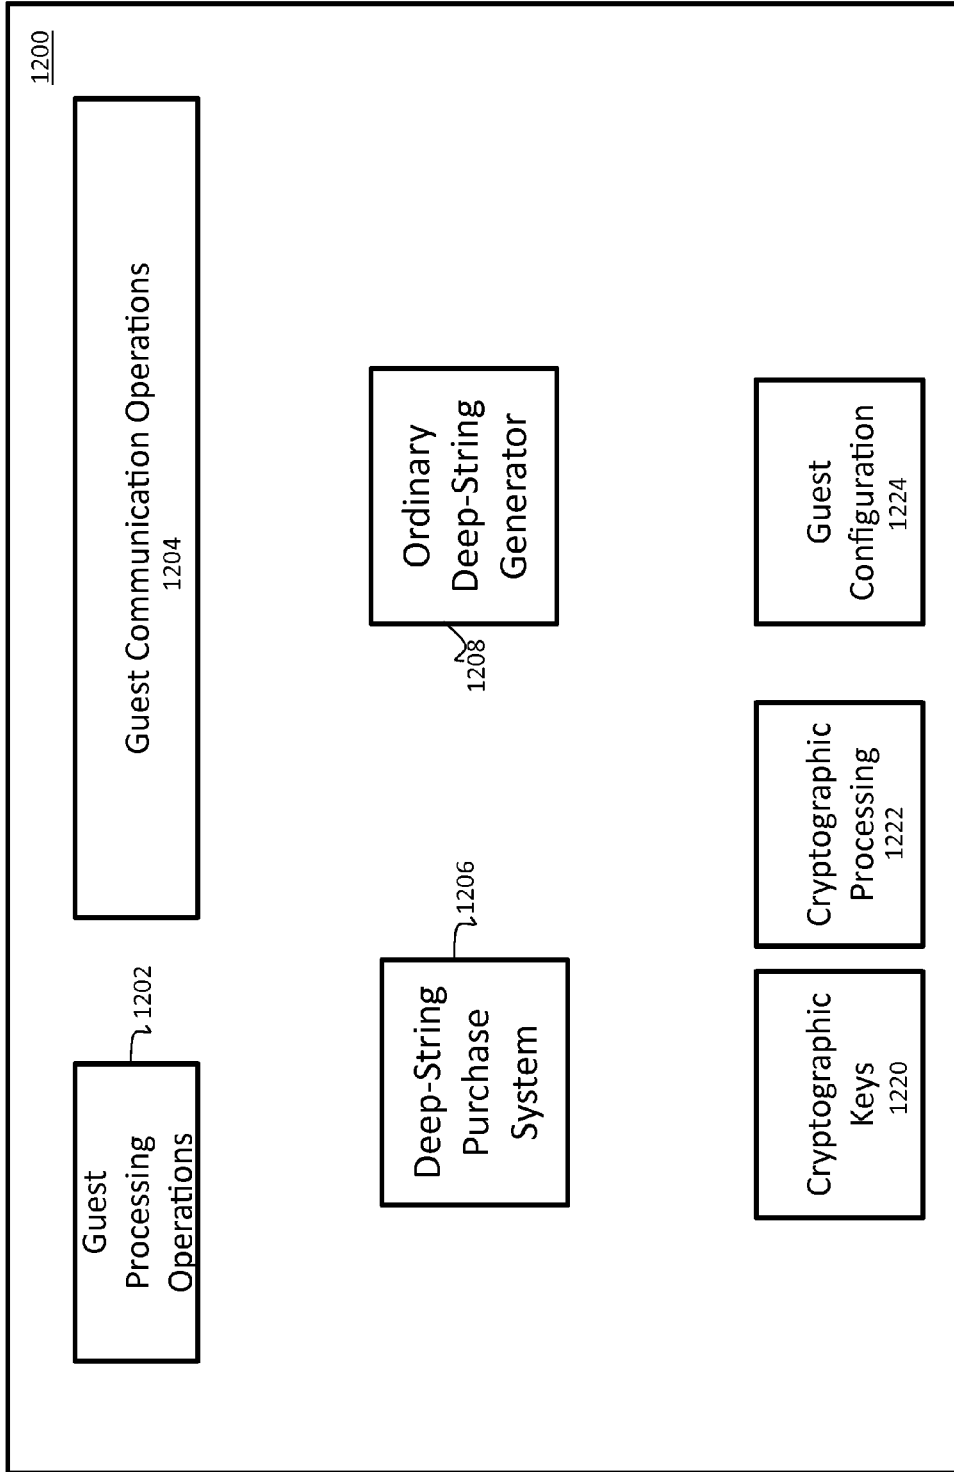 1200
Guest
Processing
Operations
1202
Guest Communication Operations
1204
Deep-String
Purchase
System
1206
Ordinary
Deep-String
Generator
1208
Cryptographic
Keys
1220
Cryptographic
Processing
1222
Guest
Configuration
1224